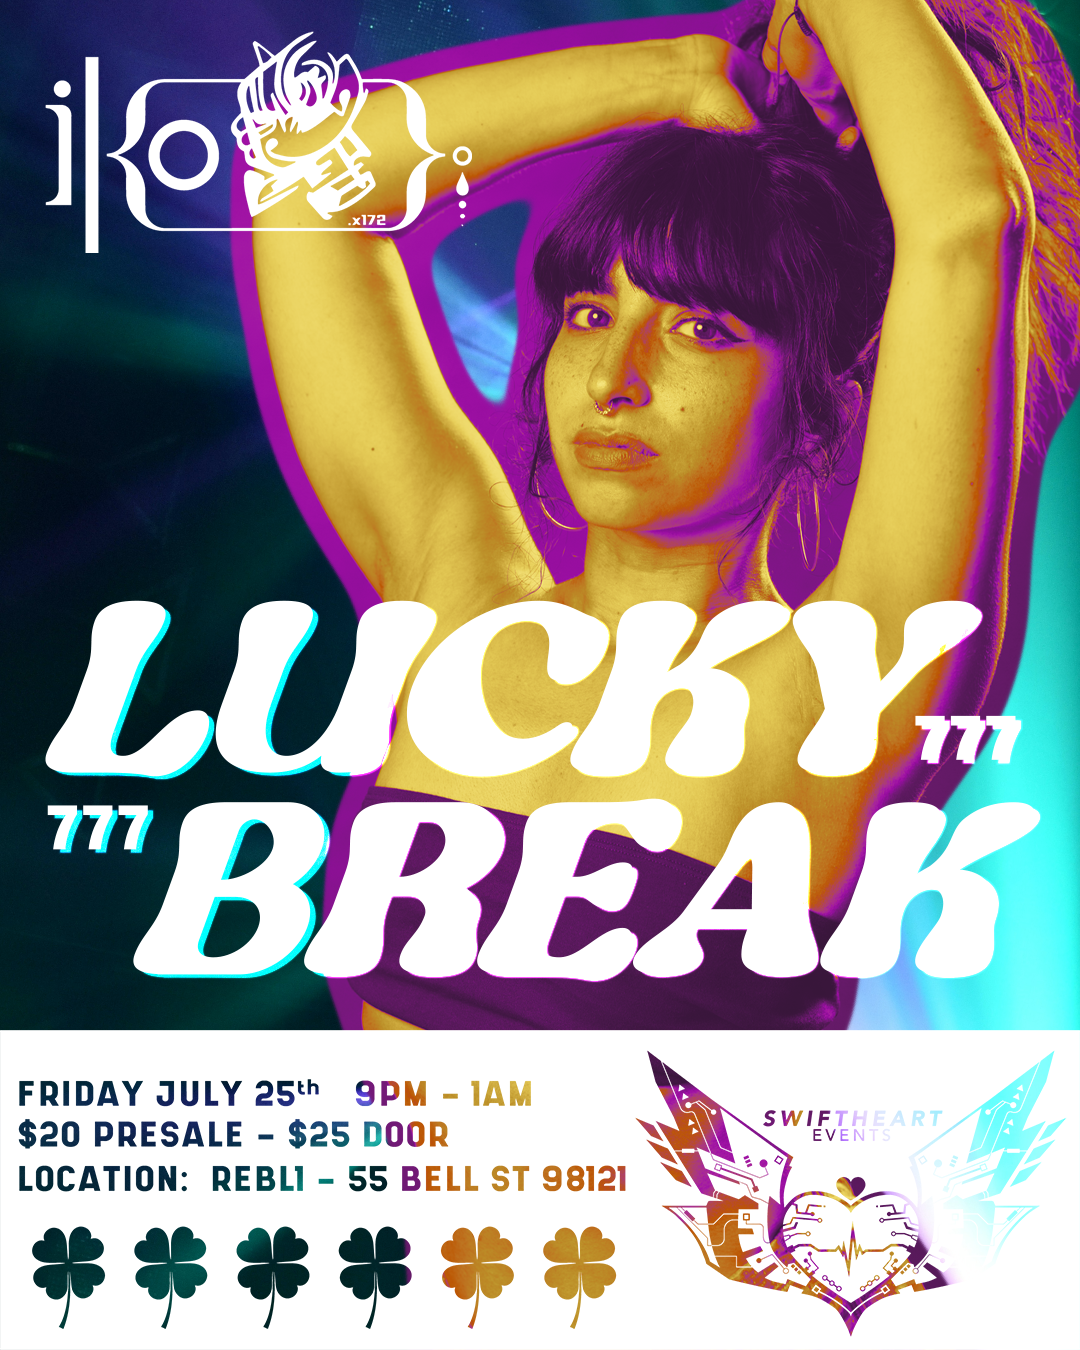 i|{o .x172 }
LUCKY
777
777
BREAK
FRIDAY JULY 25th 9PM - 1AM
$20 PRESALE - $25 DOOR
LOCATION: REBL1 - 55 BELL ST 98121
SWIFTHEART
EVENTS